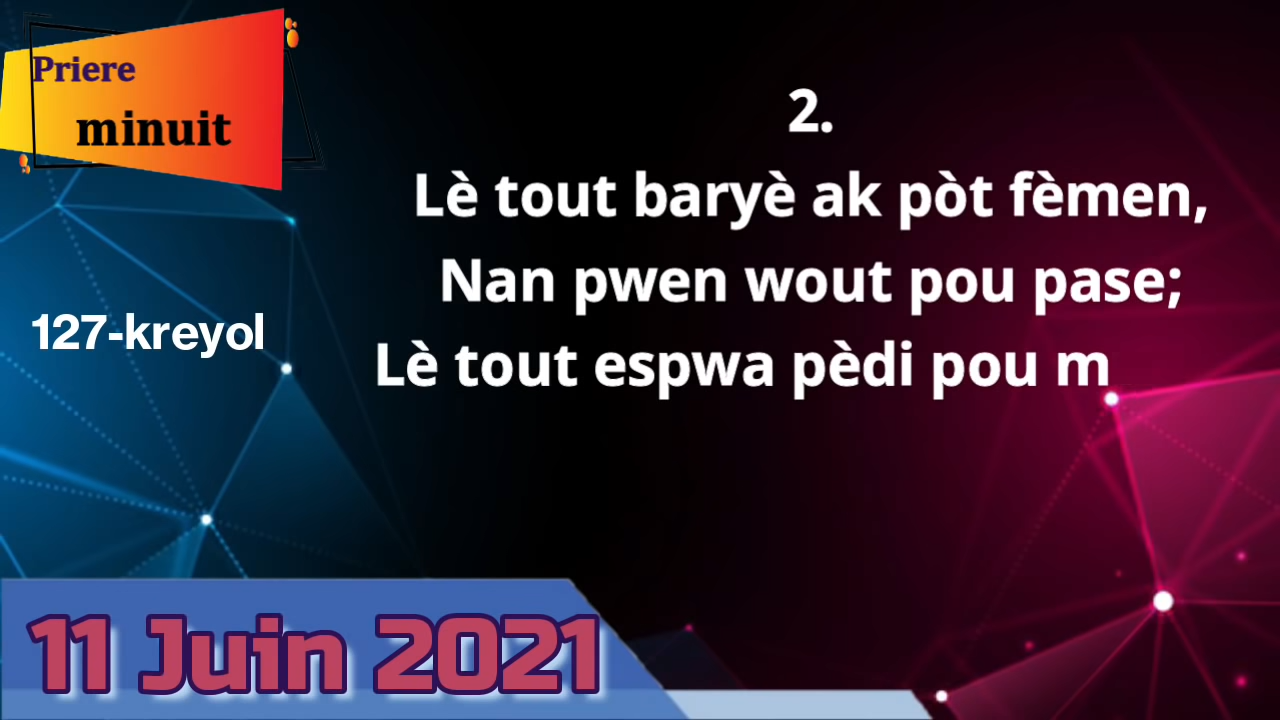 Priere
minuit
2.
Lè tout baryè ak pòt fèmen,
Nan pwen wout pou pase;
Lè tout espwa pèdi pou m
127-kreyol
11 Juin 2021